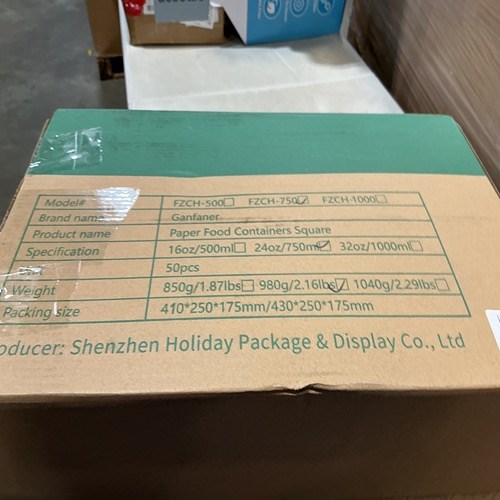 Model# FZCH-500☐ FZCH-750☑ FZCH-1000☐
Brand name Ganfaner
Product name Paper Food Containers Square
Specification 16oz/500ml☐ 24oz/750ml☑ 32oz/1000ml☐
50pcs
Weight 850g/1.87lbs☐ 980g/2.16lbs☑ 1040g/2.29lbs☐
Packing size 410*250*175mm/430*250*175mm
oducer: Shenzhen Holiday Package & Display Co., Ltd